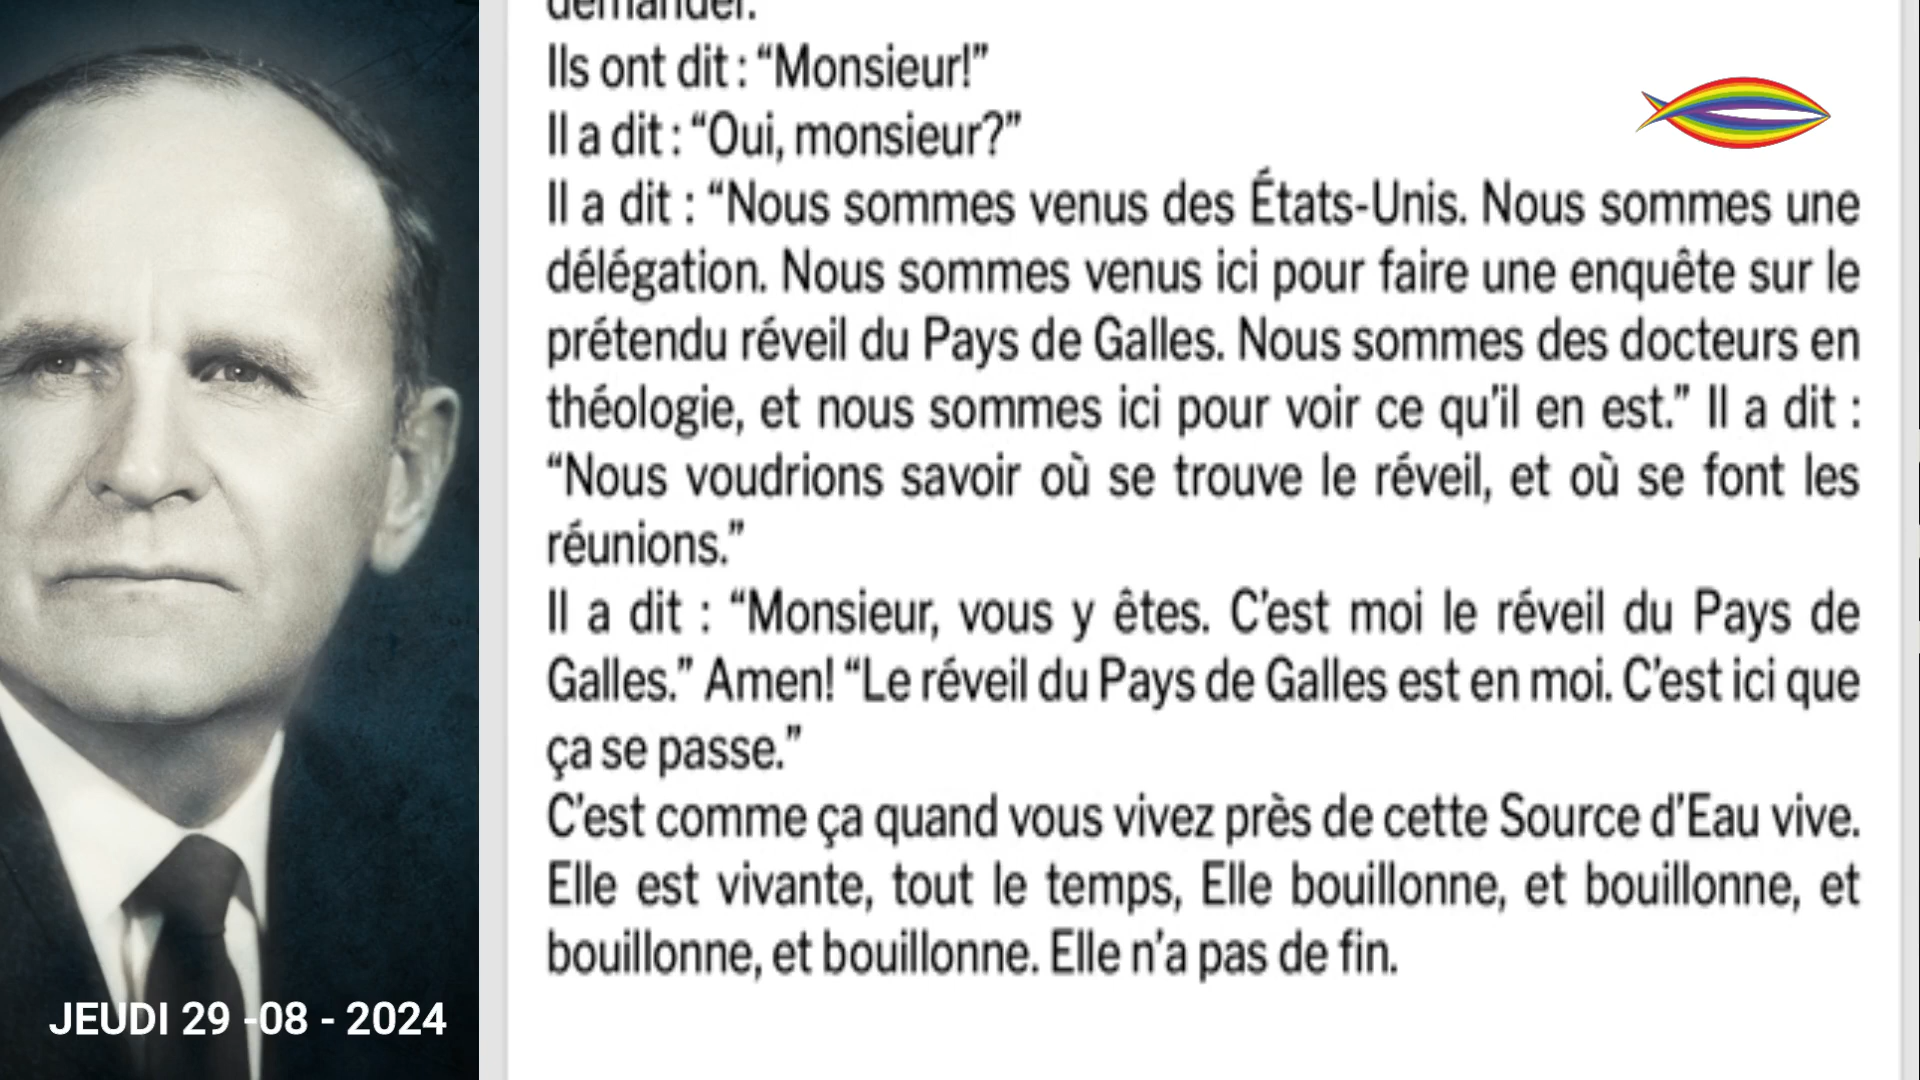 demander.
Ils ont dit : “Monsieur!”
Il a dit : “Oui, monsieur?”
Il a dit : “Nous sommes venus des États-Unis. Nous sommes une
délégation. Nous sommes venus ici pour faire une enquête sur le
prétendu réveil du Pays de Galles. Nous sommes des docteurs en
théologie, et nous sommes ici pour voir ce qu’il en est.” Il a dit :
“Nous voudrions savoir où se trouve le réveil, et où se font les
réunions.”
Il a dit : “Monsieur, vous y êtes. C’est moi le réveil du Pays de
Galles.” Amen! “Le réveil du Pays de Galles est en moi. C’est ici que
ça se passe.”
C’est comme ça quand vous vivez près de cette Source d’Eau vive.
Elle est vivante, tout le temps, Elle bouillonne, et bouillonne, et
bouillonne, et bouillonne. Elle n’a pas de fin.
JEUDI 29 -08 - 2024